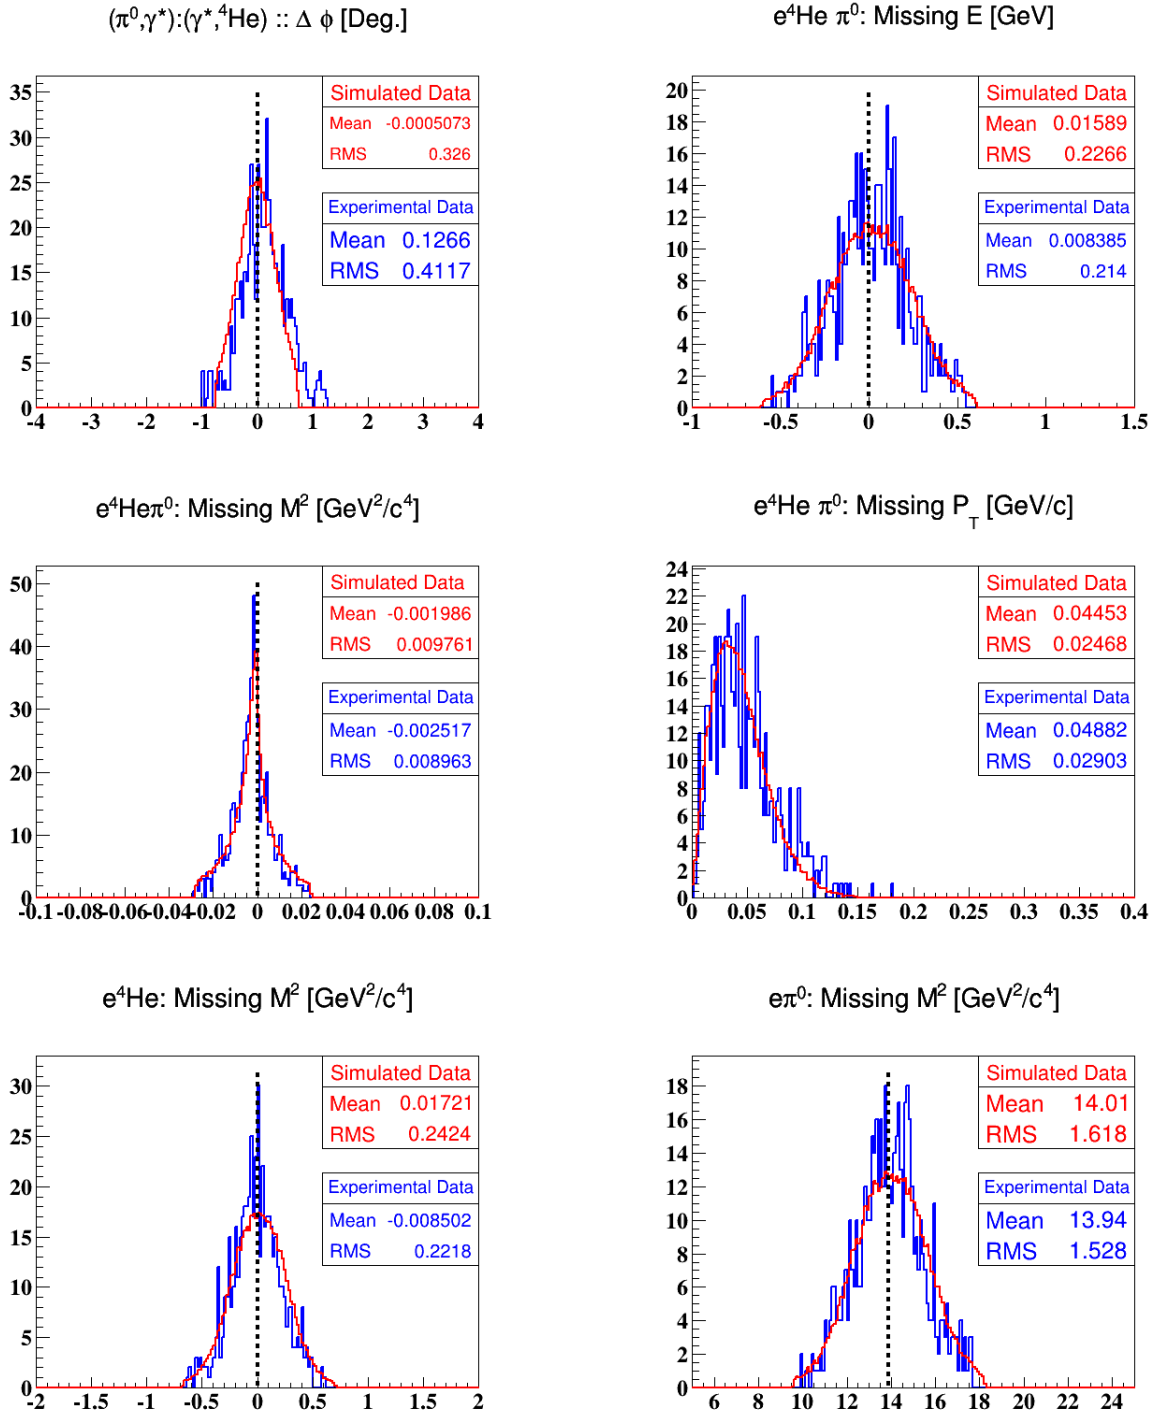 (π⁰,γ*):(γ*,⁴He) :: Δ φ [Deg.]
35
30
25
20
15
10
5
0
-4 -3 -2 -1 0 1 2 3 4
Simulated Data
Mean -0.0005073
RMS 0.326
Experimental Data
Mean 0.1266
RMS 0.4117
e⁴He π⁰: Missing E [GeV]
20
18
16
14
12
10
8
6
4
2
0
-1 -0.5 0 0.5 1 1.5
Simulated Data
Mean 0.01589
RMS 0.2266
Experimental Data
Mean 0.008385
RMS 0.214
e⁴Heπ⁰: Missing M² [GeV²/c⁴]
50
40
30
20
10
0
-0.1 -0.08 -0.06 -0.04 -0.02 0 0.02 0.04 0.06 0.08 0.1
Simulated Data
Mean -0.001986
RMS 0.009761
Experimental Data
Mean -0.002517
RMS 0.008963
e⁴He π⁰: Missing P_T [GeV/c]
24
22
20
18
16
14
12
10
8
6
4
2
0
0 0.05 0.1 0.15 0.2 0.25 0.3 0.35 0.4
Simulated Data
Mean 0.04453
RMS 0.02468
Experimental Data
Mean 0.04882
RMS 0.02903
e⁴He: Missing M² [GeV²/c⁴]
30
25
20
15
10
5
0
-2 -1.5 -1 -0.5 0 0.5 1 1.5 2
Simulated Data
Mean 0.01721
RMS 0.2424
Experimental Data
Mean -0.008502
RMS 0.2218
eπ⁰: Missing M² [GeV²/c⁴]
18
16
14
12
10
8
6
4
2
0
6 8 10 12 14 16 18 20 22 24
Simulated Data
Mean 14.01
RMS 1.618
Experimental Data
Mean 13.94
RMS 1.528